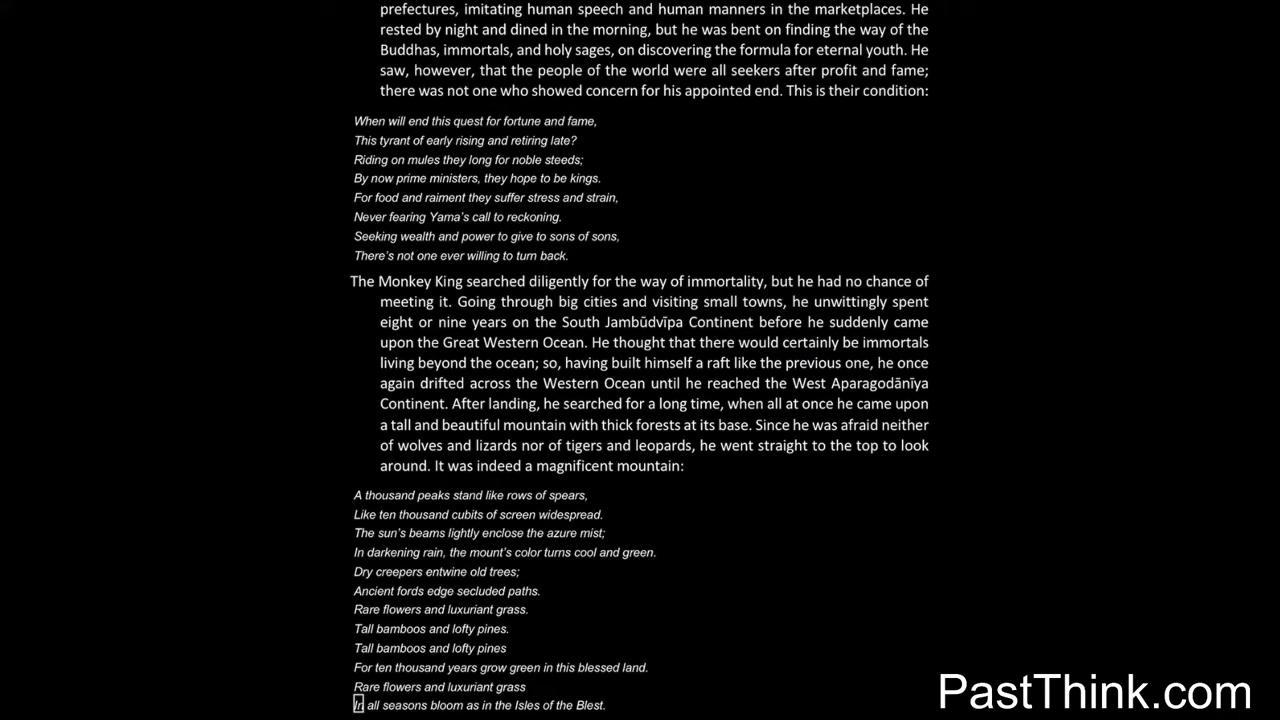 prefectures, imitating human speech and human manners in the marketplaces. He
rested by night and dined in the morning, but he was bent on finding the way of the
Buddhas, immortals, and holy sages, on discovering the formula for eternal youth. He
saw, however, that the people of the world were all seekers after profit and fame;
there was not one who showed concern for his appointed end. This is their condition:
When will end this quest for fortune and fame,
This tyrant of early rising and retiring late?
Riding on mules they long for noble steeds;
By now prime ministers, they hope to be kings.
For food and raiment they suffer stress and strain,
Never fearing Yama's call to reckoning.
Seeking wealth and power to give to sons of sons,
There's not one ever willing to turn back.
The Monkey King searched diligently for the way of immortality, but he had no chance of
meeting it. Going through big cities and visiting small towns, he unwittingly spent
eight or nine years on the South Jambūdvīpa Continent before he suddenly came
upon the Great Western Ocean. He thought that there would certainly be immortals
living beyond the ocean; so, having built himself a raft like the previous one, he once
again drifted across the Western Ocean until he reached the West Aparagodānīya
Continent. After landing, he searched for a long time, when all at once he came upon
a tall and beautiful mountain with thick forests at its base. Since he was afraid neither
of wolves and lizards nor of tigers and leopards, he went straight to the top to look
around. It was indeed a magnificent mountain:
A thousand peaks stand like rows of spears,
Like ten thousand cubits of screen widespread.
The sun's beams lightly enclose the azure mist;
In darkening rain, the mount's color turns cool and green.
Dry creepers entwine old trees;
Ancient fords edge secluded paths.
Rare flowers and luxuriant grass.
Tall bamboos and lofty pines.
Tall bamboos and lofty pines
For ten thousand years grow green in this blessed land.
Rare flowers and luxuriant grass
In all seasons bloom as in the Isles of the Blest.
PastThink.com